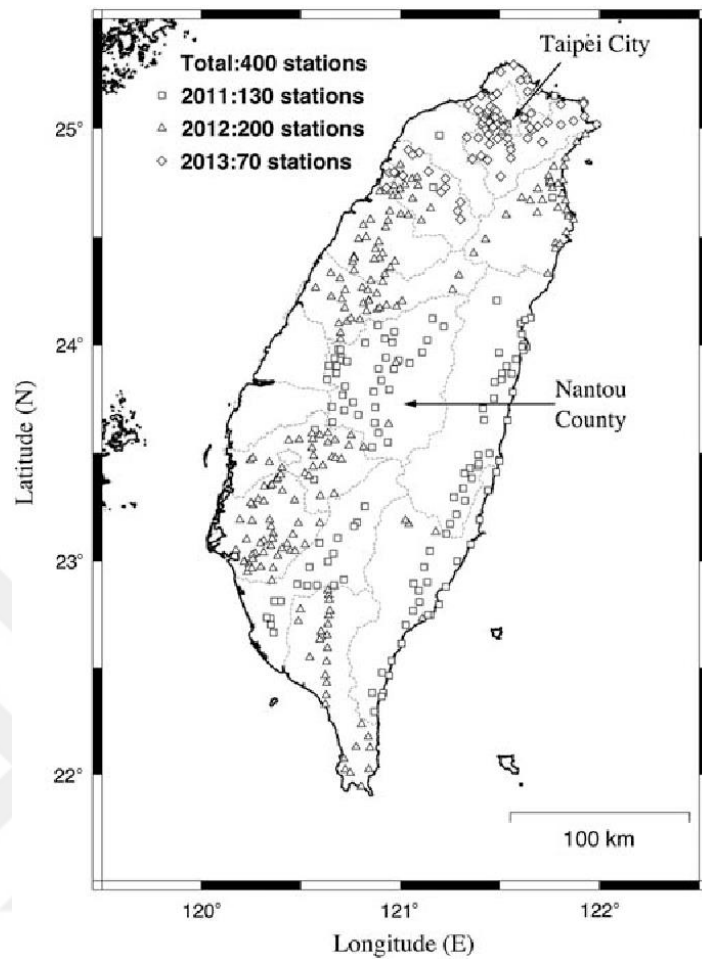 Taipei City
Total:400 stations
2011:130 stations
2012:200 stations
2013:70 stations
25°
24°
Nantou
County
23°
22°
Latitude (N)
100 km
120°
121°
122°
Longitude (E)